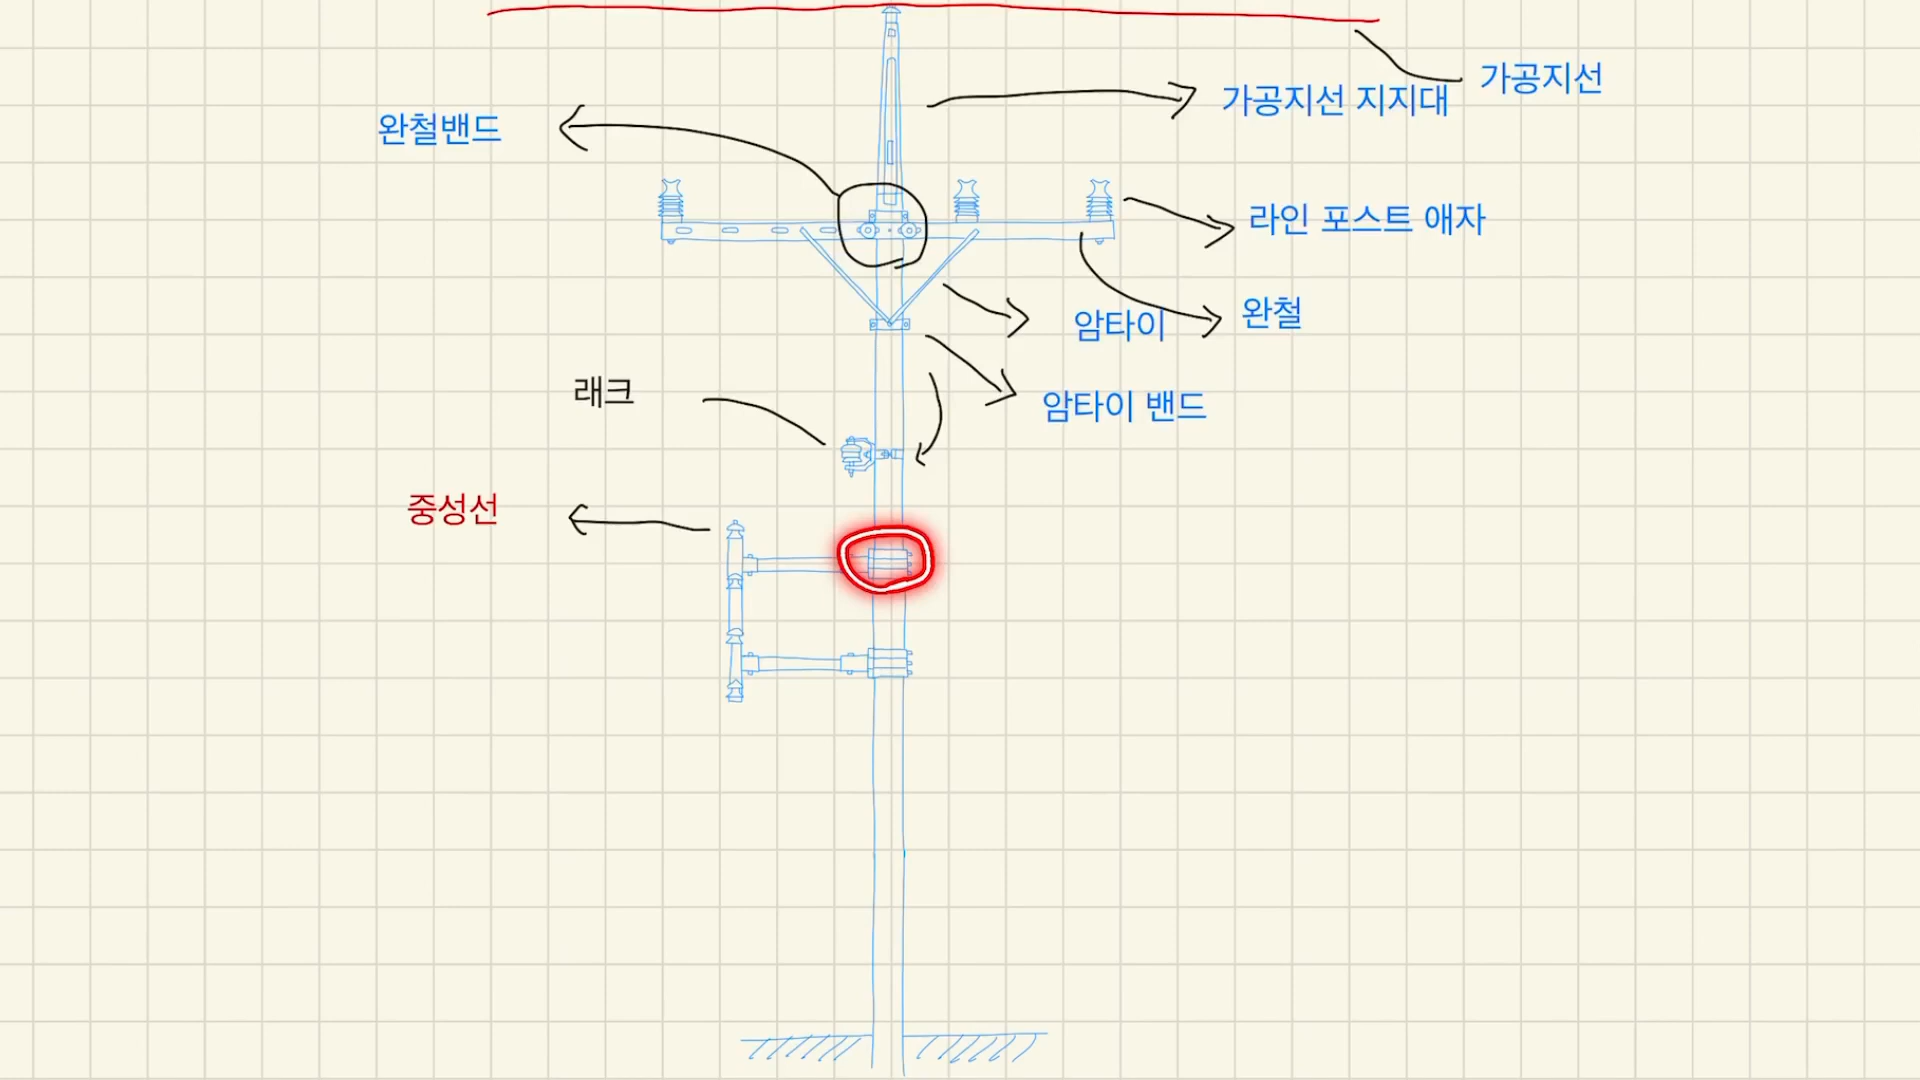 가공지선
가공지선 지지대
완철밴드
라인 포스트 애자
완철
암타이
래크
암타이 밴드
중성선